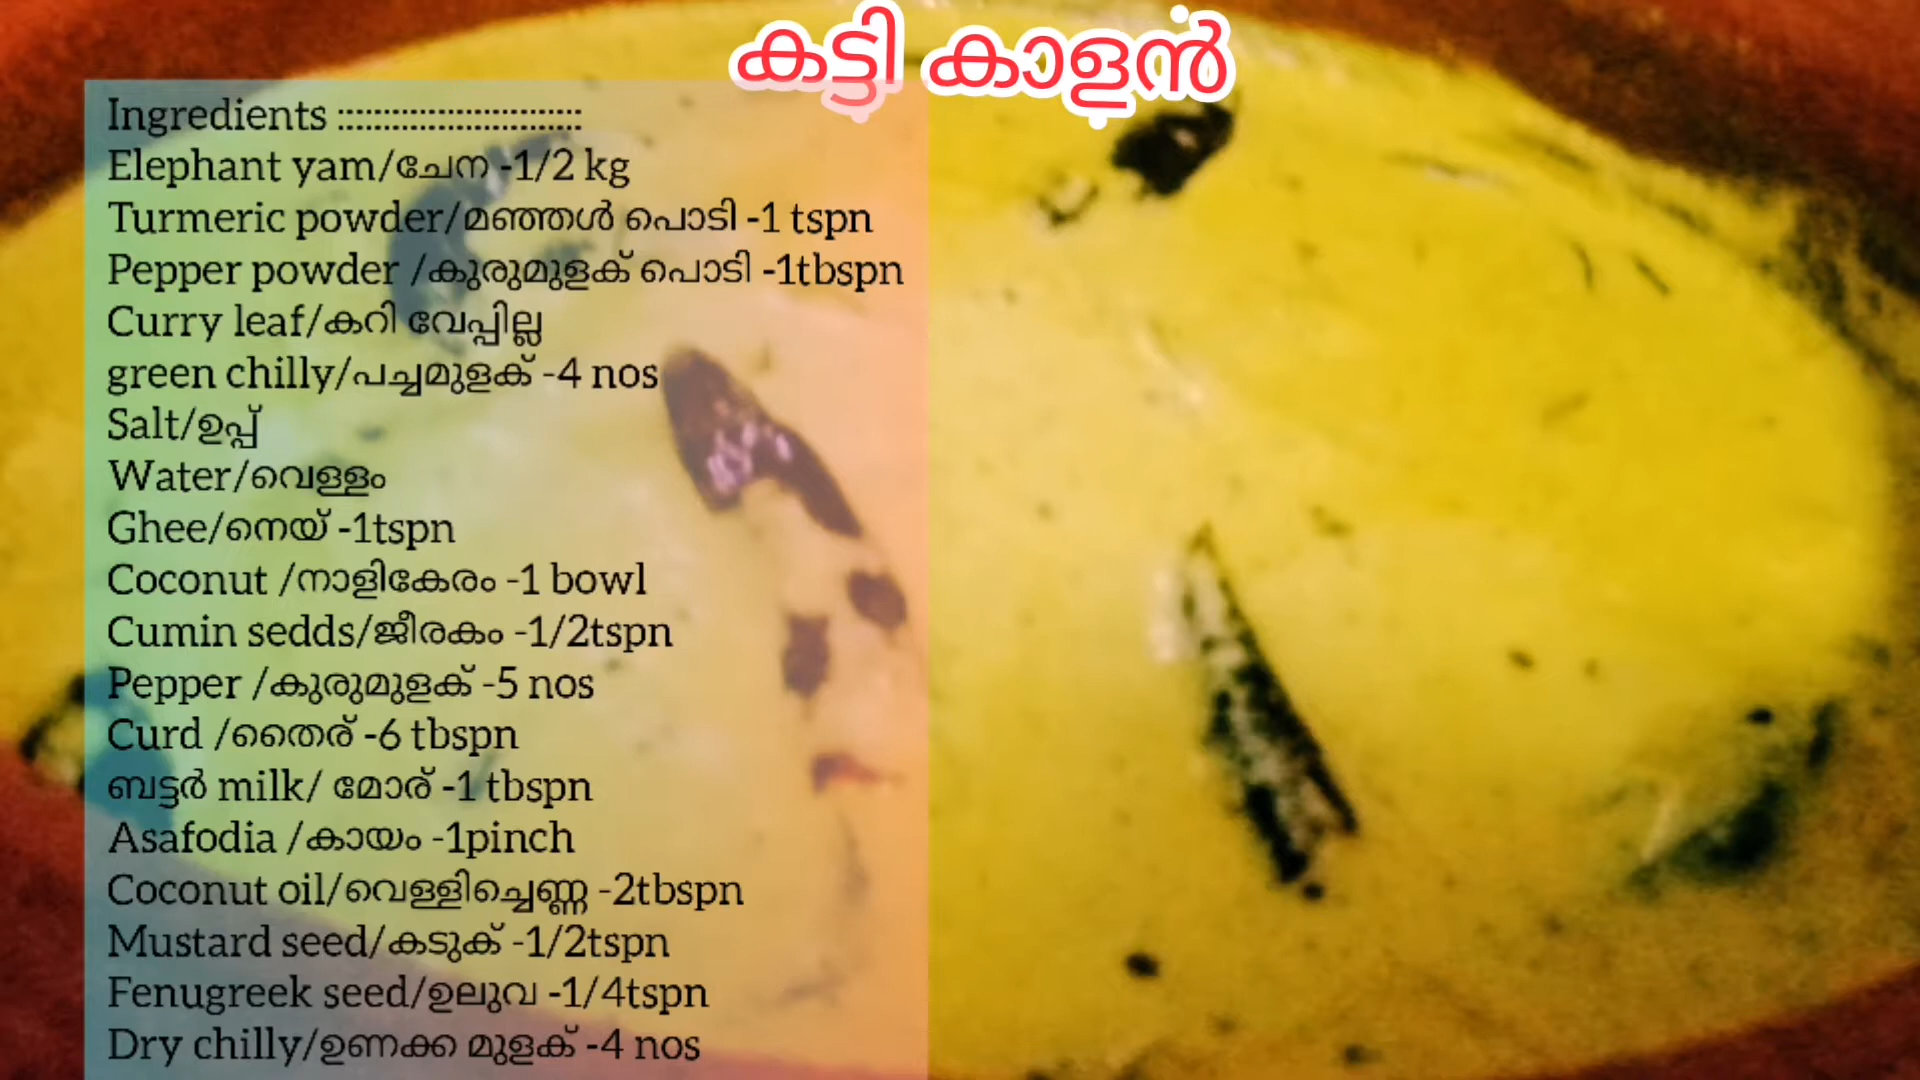 കട്ടി കാളൻ
Ingredients ::::::::::::::::::::::::::
Elephant yam/ചേന -1/2 kg
Turmeric powder/മഞ്ഞൾ പൊടി -1 tspn
Pepper powder /കുരുമുളക് പൊടി -1tbspn
Curry leaf/കറി വേപ്പില്ല
green chilly/പച്ചമുളക് -4 nos
Salt/ഉപ്പ്
Water/വെള്ളം
Ghee/നെയ് -1tspn
Coconut /നാളികേരം -1 bowl
Cumin sedds/ജീരകം -1/2tspn
Pepper /കുരുമുളക് -5 nos
Curd /തൈര് -6 tbspn
ബട്ടർ milk/ മോര് -1 tbspn
Asafodia /കായം -1pinch
Coconut oil/വെള്ളിച്ചെണ്ണ -2tbspn
Mustard seed/കടുക് -1/2tspn
Fenugreek seed/ഉലുവ -1/4tspn
Dry chilly/ഉണക്ക മുളക് -4 nos